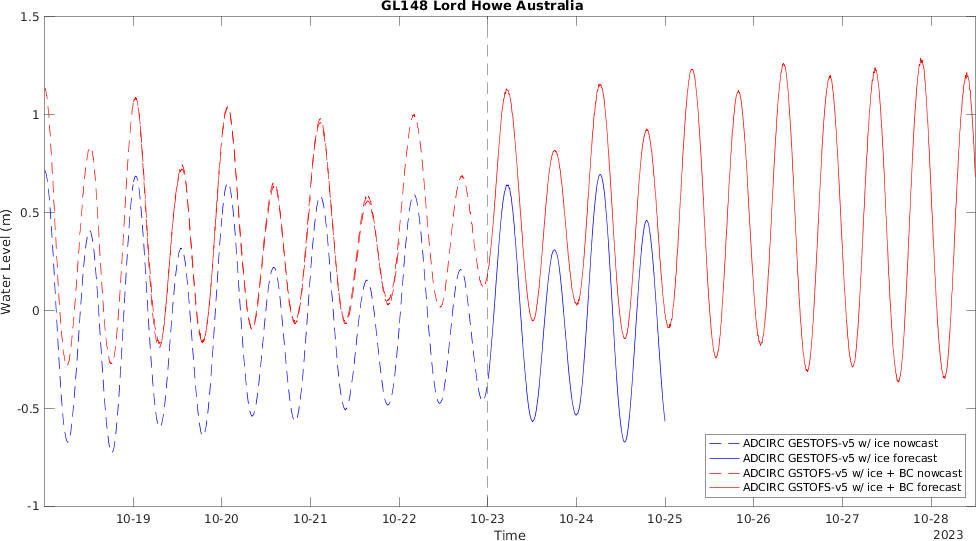 GL148 Lord Howe Australia
1.5
1
0.5
0
-0.5
-1
Water Level (m)
ADCIRC GESTOFS-v5 w/ ice nowcast
ADCIRC GESTOFS-v5 w/ ice forecast
ADCIRC GSTOFS-v5 w/ ice + BC nowcast
ADCIRC GSTOFS-v5 w/ ice + BC forecast
10-19 10-20 10-21 10-22 10-23 10-24 10-25 10-26 10-27 10-28
Time
2023